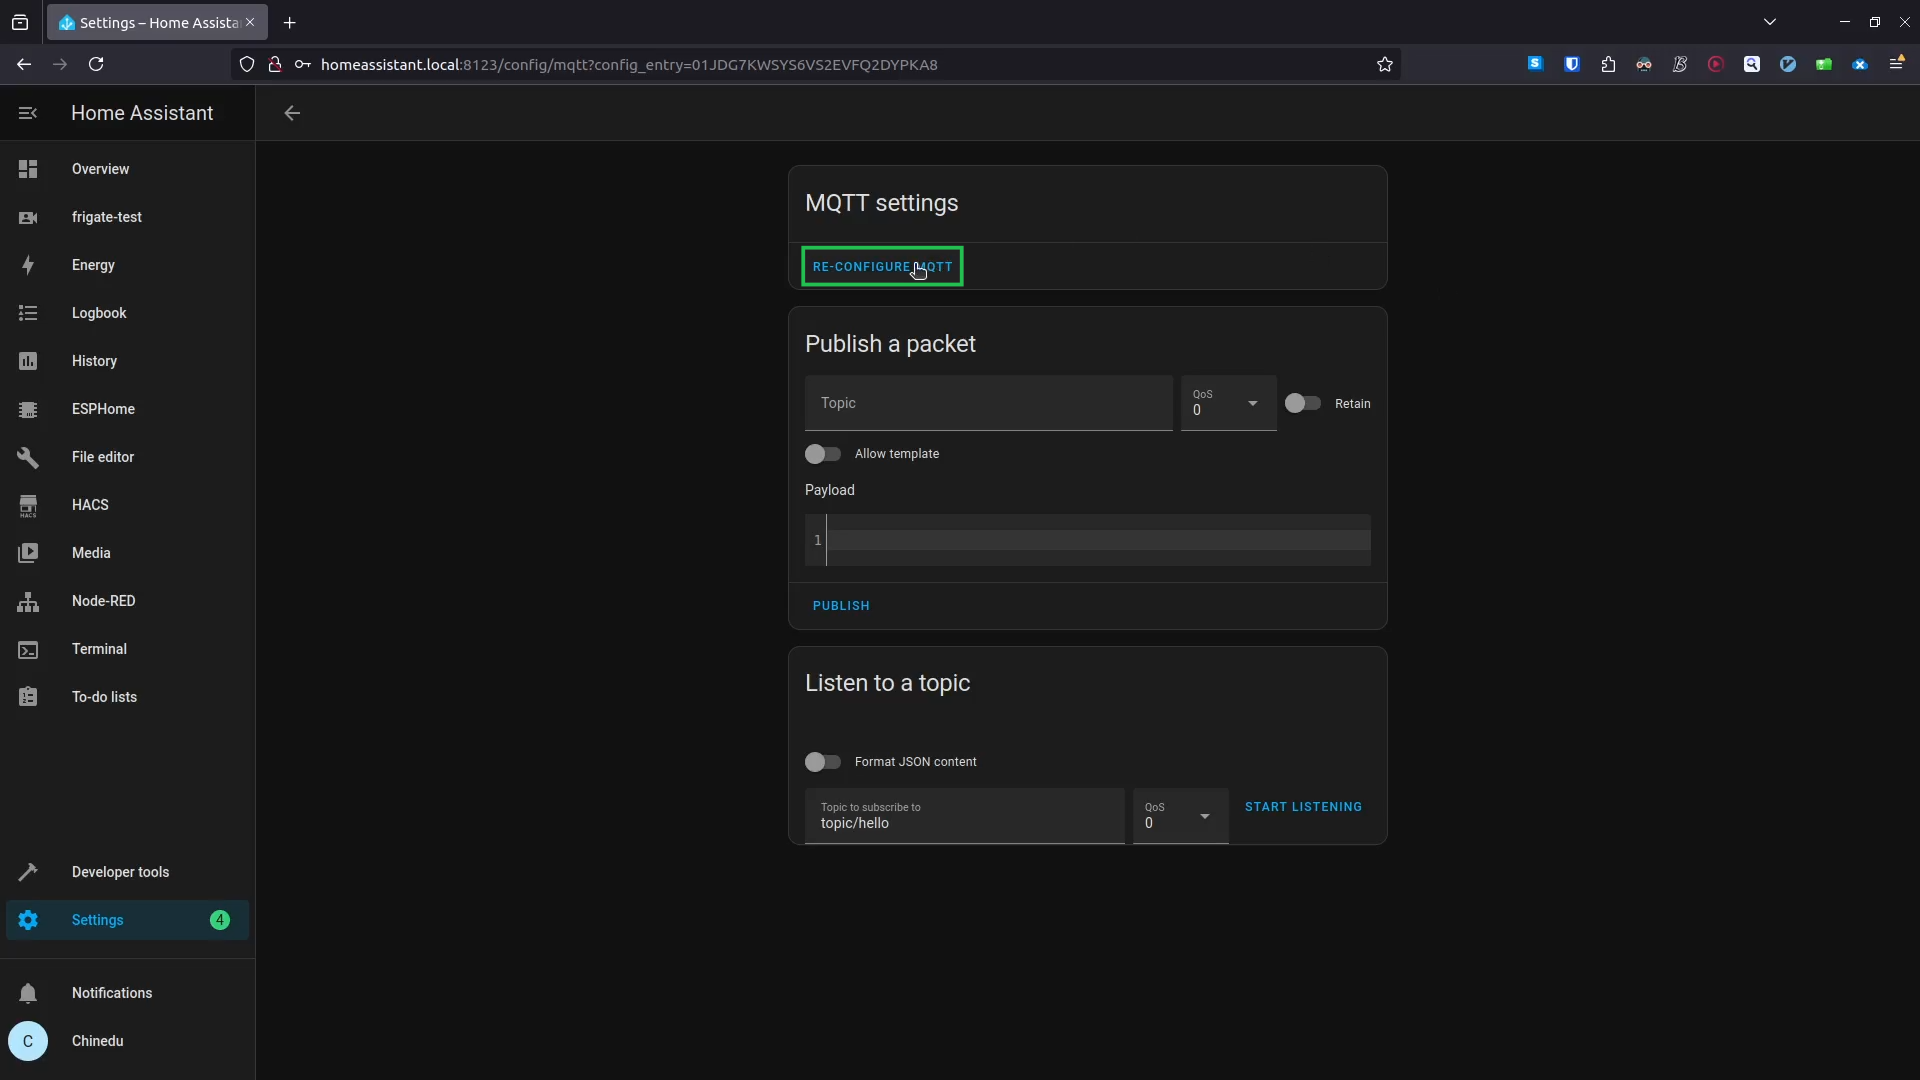 Settings – Home Assista
homeassistant.local:8123/config/mqtt?config_entry=01JDG7KWSYS6VS2EVFQ2DYPKA8
Home Assistant
Overview
frigate-test
Energy
Logbook
History
ESPHome
File editor
HACS
HACS
Media
Node-RED
Terminal
To-do lists
Developer tools
Settings
4
Notifications
C
Chinedu
MQTT settings
RE-CONFIGURE MQTT
Publish a packet
Topic
QoS
0
Retain
Allow template
Payload
1
PUBLISH
Listen to a topic
Format JSON content
Topic to subscribe to
topic/hello
QoS
0
START LISTENING